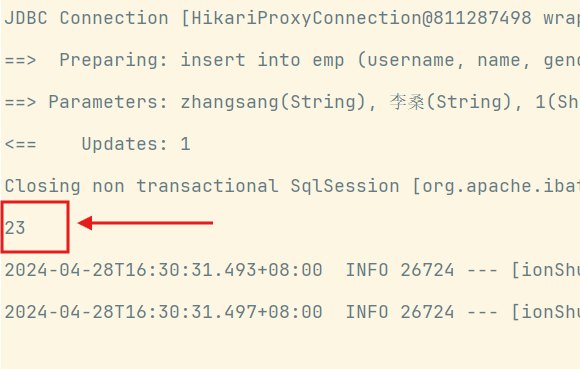 JDBC Connection [HikariProxyConnection@811287498 wrap
==>  Preparing: insert into emp (username, name, gend
==> Parameters: zhangsang(String), 李桑(String), 1(Sh
<==    Updates: 1
Closing non transactional SqlSession [org.apache.ibat
23
2024-04-28T16:30:31.493+08:00  INFO 26724 --- [ionShu
2024-04-28T16:30:31.497+08:00  INFO 26724 --- [ionShu